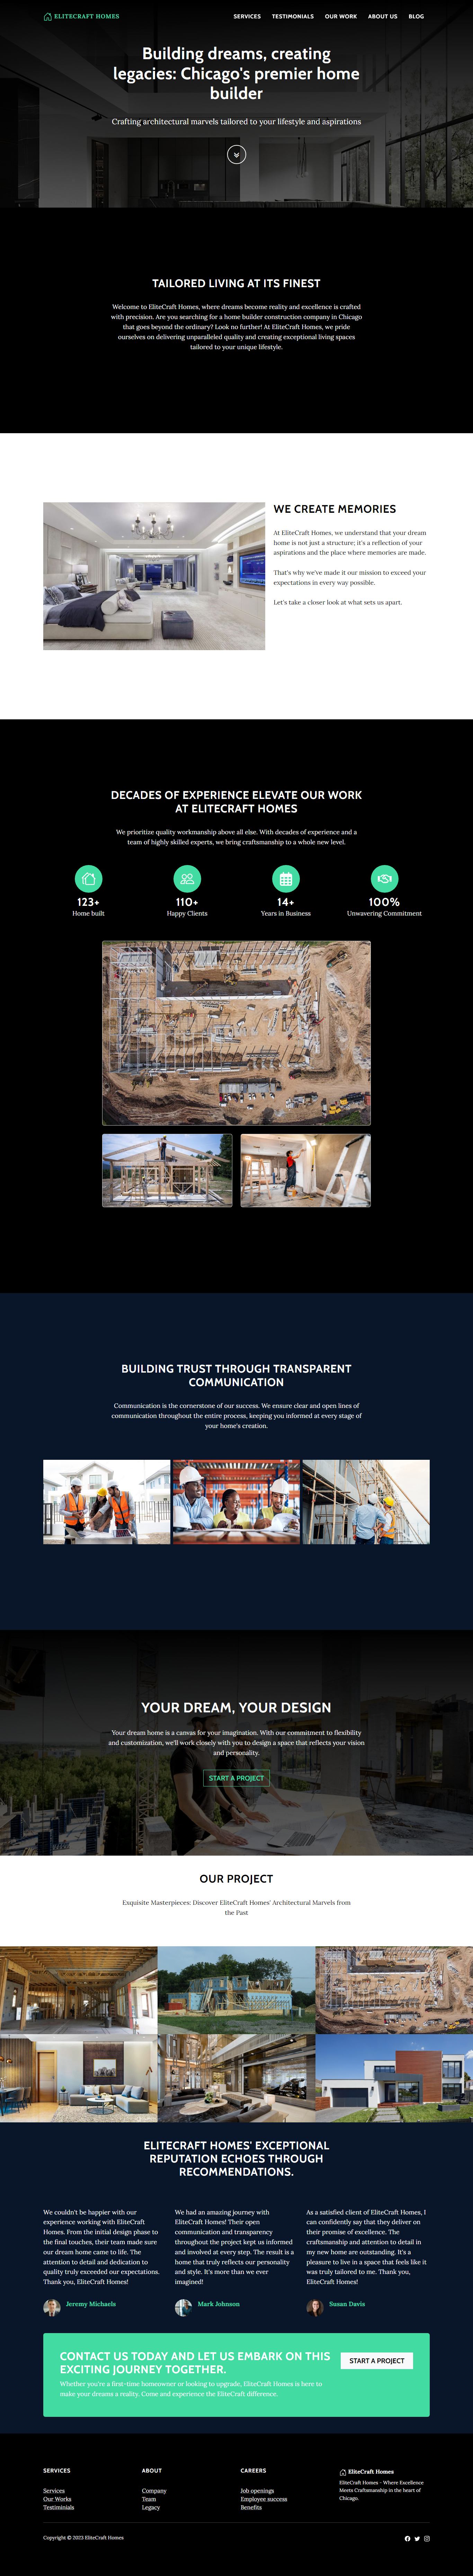 ELITECRAFT HOMES
SERVICES TESTIMONIALS OUR WORK ABOUT US BLOG
Building dreams, creating
legacies: Chicago's premier home
builder
Crafting architectural marvels tailored to your lifestyle and aspirations
TAILORED LIVING AT ITS FINEST
Welcome to EliteCraft Homes, where dreams become reality and excellence is crafted
with precision. Are you searching for a home builder construction company in Chicago
that goes beyond the ordinary? Look no further! At EliteCraft Homes, we pride
ourselves on delivering unparalleled quality and creating exceptional living spaces
tailored to your unique lifestyle.
WE CREATE MEMORIES
At EliteCraft Homes, we understand that your dream
home is not just a structure; it's a reflection of your
aspirations and the place where memories are made.
That's why we've made it our mission to exceed your
expectations in every way possible.
Let's take a closer look at what sets us apart.
DECADES OF EXPERIENCE ELEVATE OUR WORK
AT ELITECRAFT HOMES
We prioritize quality workmanship above all else. With decades of experience and a
team of highly skilled experts, we bring craftsmanship to a whole new level.
123+
Home built
110+
Happy Clients
14+
Years in Business
100%
Unwavering Commitment
BUILDING TRUST THROUGH TRANSPARENT
COMMUNICATION
Communication is the cornerstone of our success. We ensure clear and open lines of
communication throughout the entire process, keeping you informed at every stage of
your home's creation.
YOUR DREAM, YOUR DESIGN
Your dream home is a canvas for your imagination. With our commitment to flexibility
and customization, we'll work closely with you to design a space that reflects your vision
and personality.
START A PROJECT
OUR PROJECT
Exquisite Masterpieces: Discover EliteCraft Homes' Architectural Marvels from
the Past
ELITECRAFT HOMES' EXCEPTIONAL
REPUTATION ECHOES THROUGH
RECOMMENDATIONS.
We couldn't be happier with our
experience working with EliteCraft
Homes. From the initial design phase to
the final touches, their team made sure
our dream home came to life. The
attention to detail and dedication to
quality truly exceeded our expectations.
Thank you, EliteCraft Homes!
Jeremy Michaels
We had an amazing journey with
EliteCraft Homes! Their open
communication and transparency
throughout the project kept us informed
and involved at every step. The result is a
home that truly reflects our personality
and style. It's more than we ever
imagined!
Mark Johnson
As a satisfied client of EliteCraft Homes, I
can confidently say that they deliver on
their promise of excellence. The
craftsmanship and attention to detail in
my new home are outstanding. It's a
pleasure to live in a space that feels like it
was truly tailored to me. Thank you,
EliteCraft Homes!
Susan Davis
CONTACT US TODAY AND LET US EMBARK ON THIS
EXCITING JOURNEY TOGETHER.
Whether you're a first-time homeowner or looking to upgrade, EliteCraft Homes is here to
make your dreams a reality. Come and experience the EliteCraft difference.
START A PROJECT
SERVICES
Services
Our Works
Testiminials
ABOUT
Company
Team
Legacy
CAREERS
Job openings
Employee success
Benefits
EliteCraft Homes
EliteCraft Homes - Where Excellence
Meets Craftsmanship in the heart of
Chicago.
Copyright © 2023 EliteCraft Homes